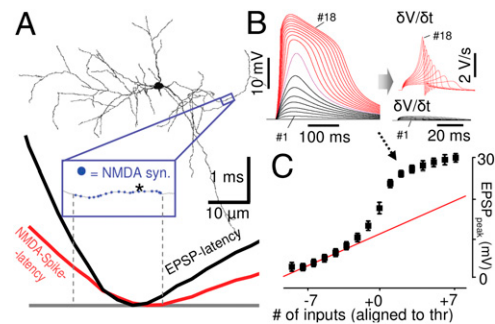 A
= NMDA syn.
*
1 ms
10 μm
NMDA-Spike-
-latency
EPSP-latency
B
#18
10 mV
#1
100 ms
δV/δt
#18
2 V/s
δV/δt
#1
20 ms
C
30
EPSP
peak
(mV)
0
-7
+0
+7
# of inputs (aligned to thr)